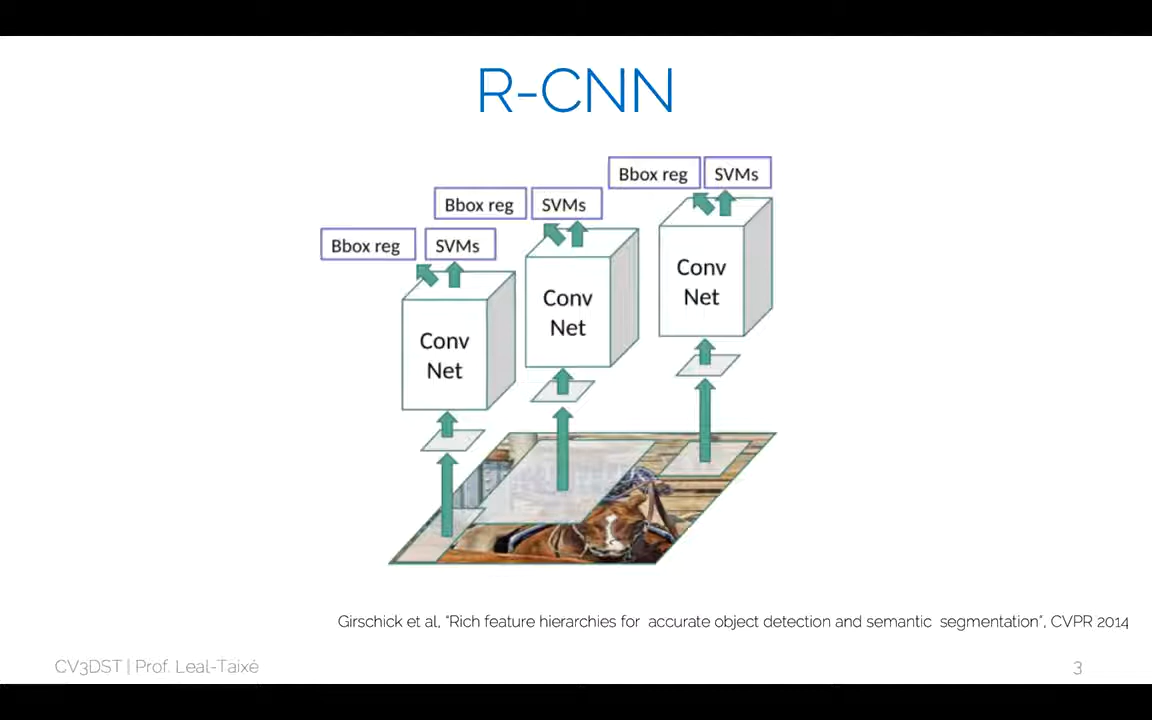 R-CNN
Bbox reg
SVMs
Bbox reg
SVMs
Bbox reg
SVMs
Conv
Net
Conv
Net
Conv
Net
Girschick et al, “Rich feature hierarchies for accurate object detection and semantic segmentation”, CVPR 2014
CV3DST | Prof. Leal-Taixé
3